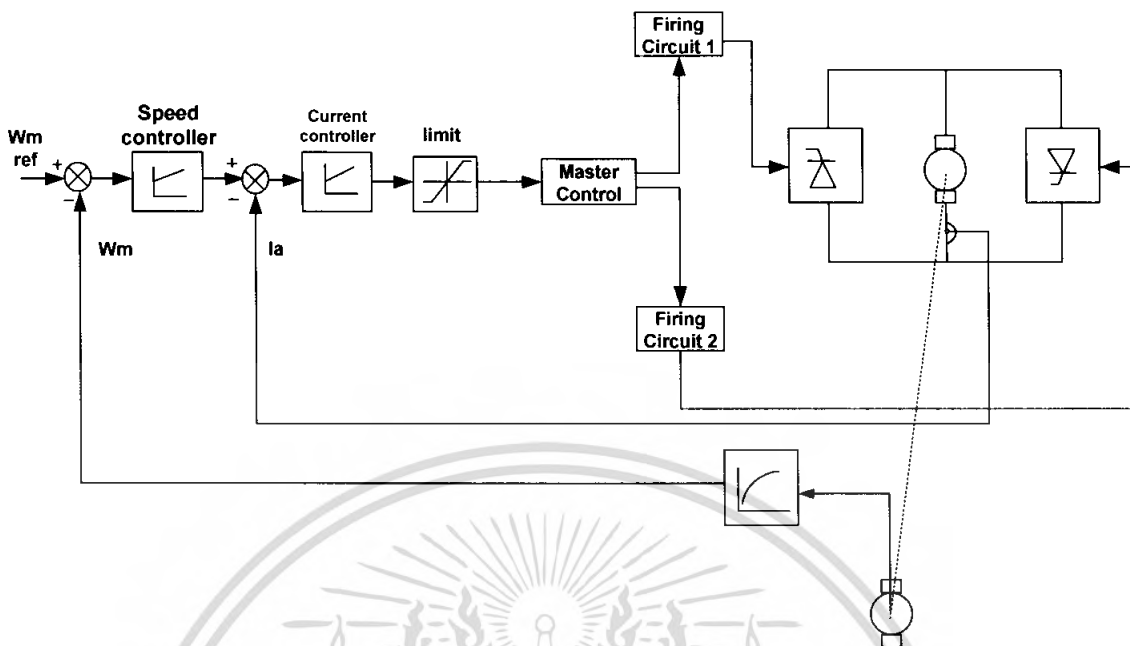 Firing
Circuit 1
Speed
controller
Current
controller
limit
Wm
ref
+
−
+
−
Master
Control
Wm
Ia
Firing
Circuit 2